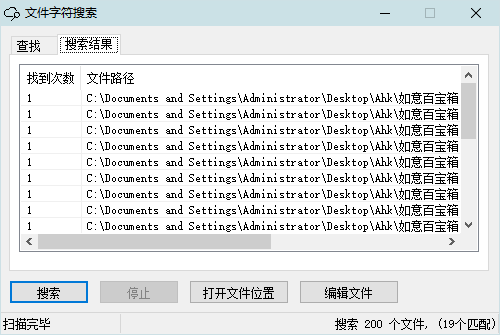 文件字符搜索
查找 搜索结果
找到次数 文件路径
1 C:\Documents and Settings\Administrator\Desktop\Ahk\如意百宝箱
1 C:\Documents and Settings\Administrator\Desktop\Ahk\如意百宝箱
1 C:\Documents and Settings\Administrator\Desktop\Ahk\如意百宝箱
1 C:\Documents and Settings\Administrator\Desktop\Ahk\如意百宝箱
1 C:\Documents and Settings\Administrator\Desktop\Ahk\如意百宝箱
1 C:\Documents and Settings\Administrator\Desktop\Ahk\如意百宝箱
1 C:\Documents and Settings\Administrator\Desktop\Ahk\如意百宝箱
1 C:\Documents and Settings\Administrator\Desktop\Ahk\如意百宝箱
1 C:\Documents and Settings\Administrator\Desktop\Ahk\如意百宝箱
搜索 停止 打开文件位置 编辑文件
扫描完毕 搜索 200 个文件, (19个匹配)